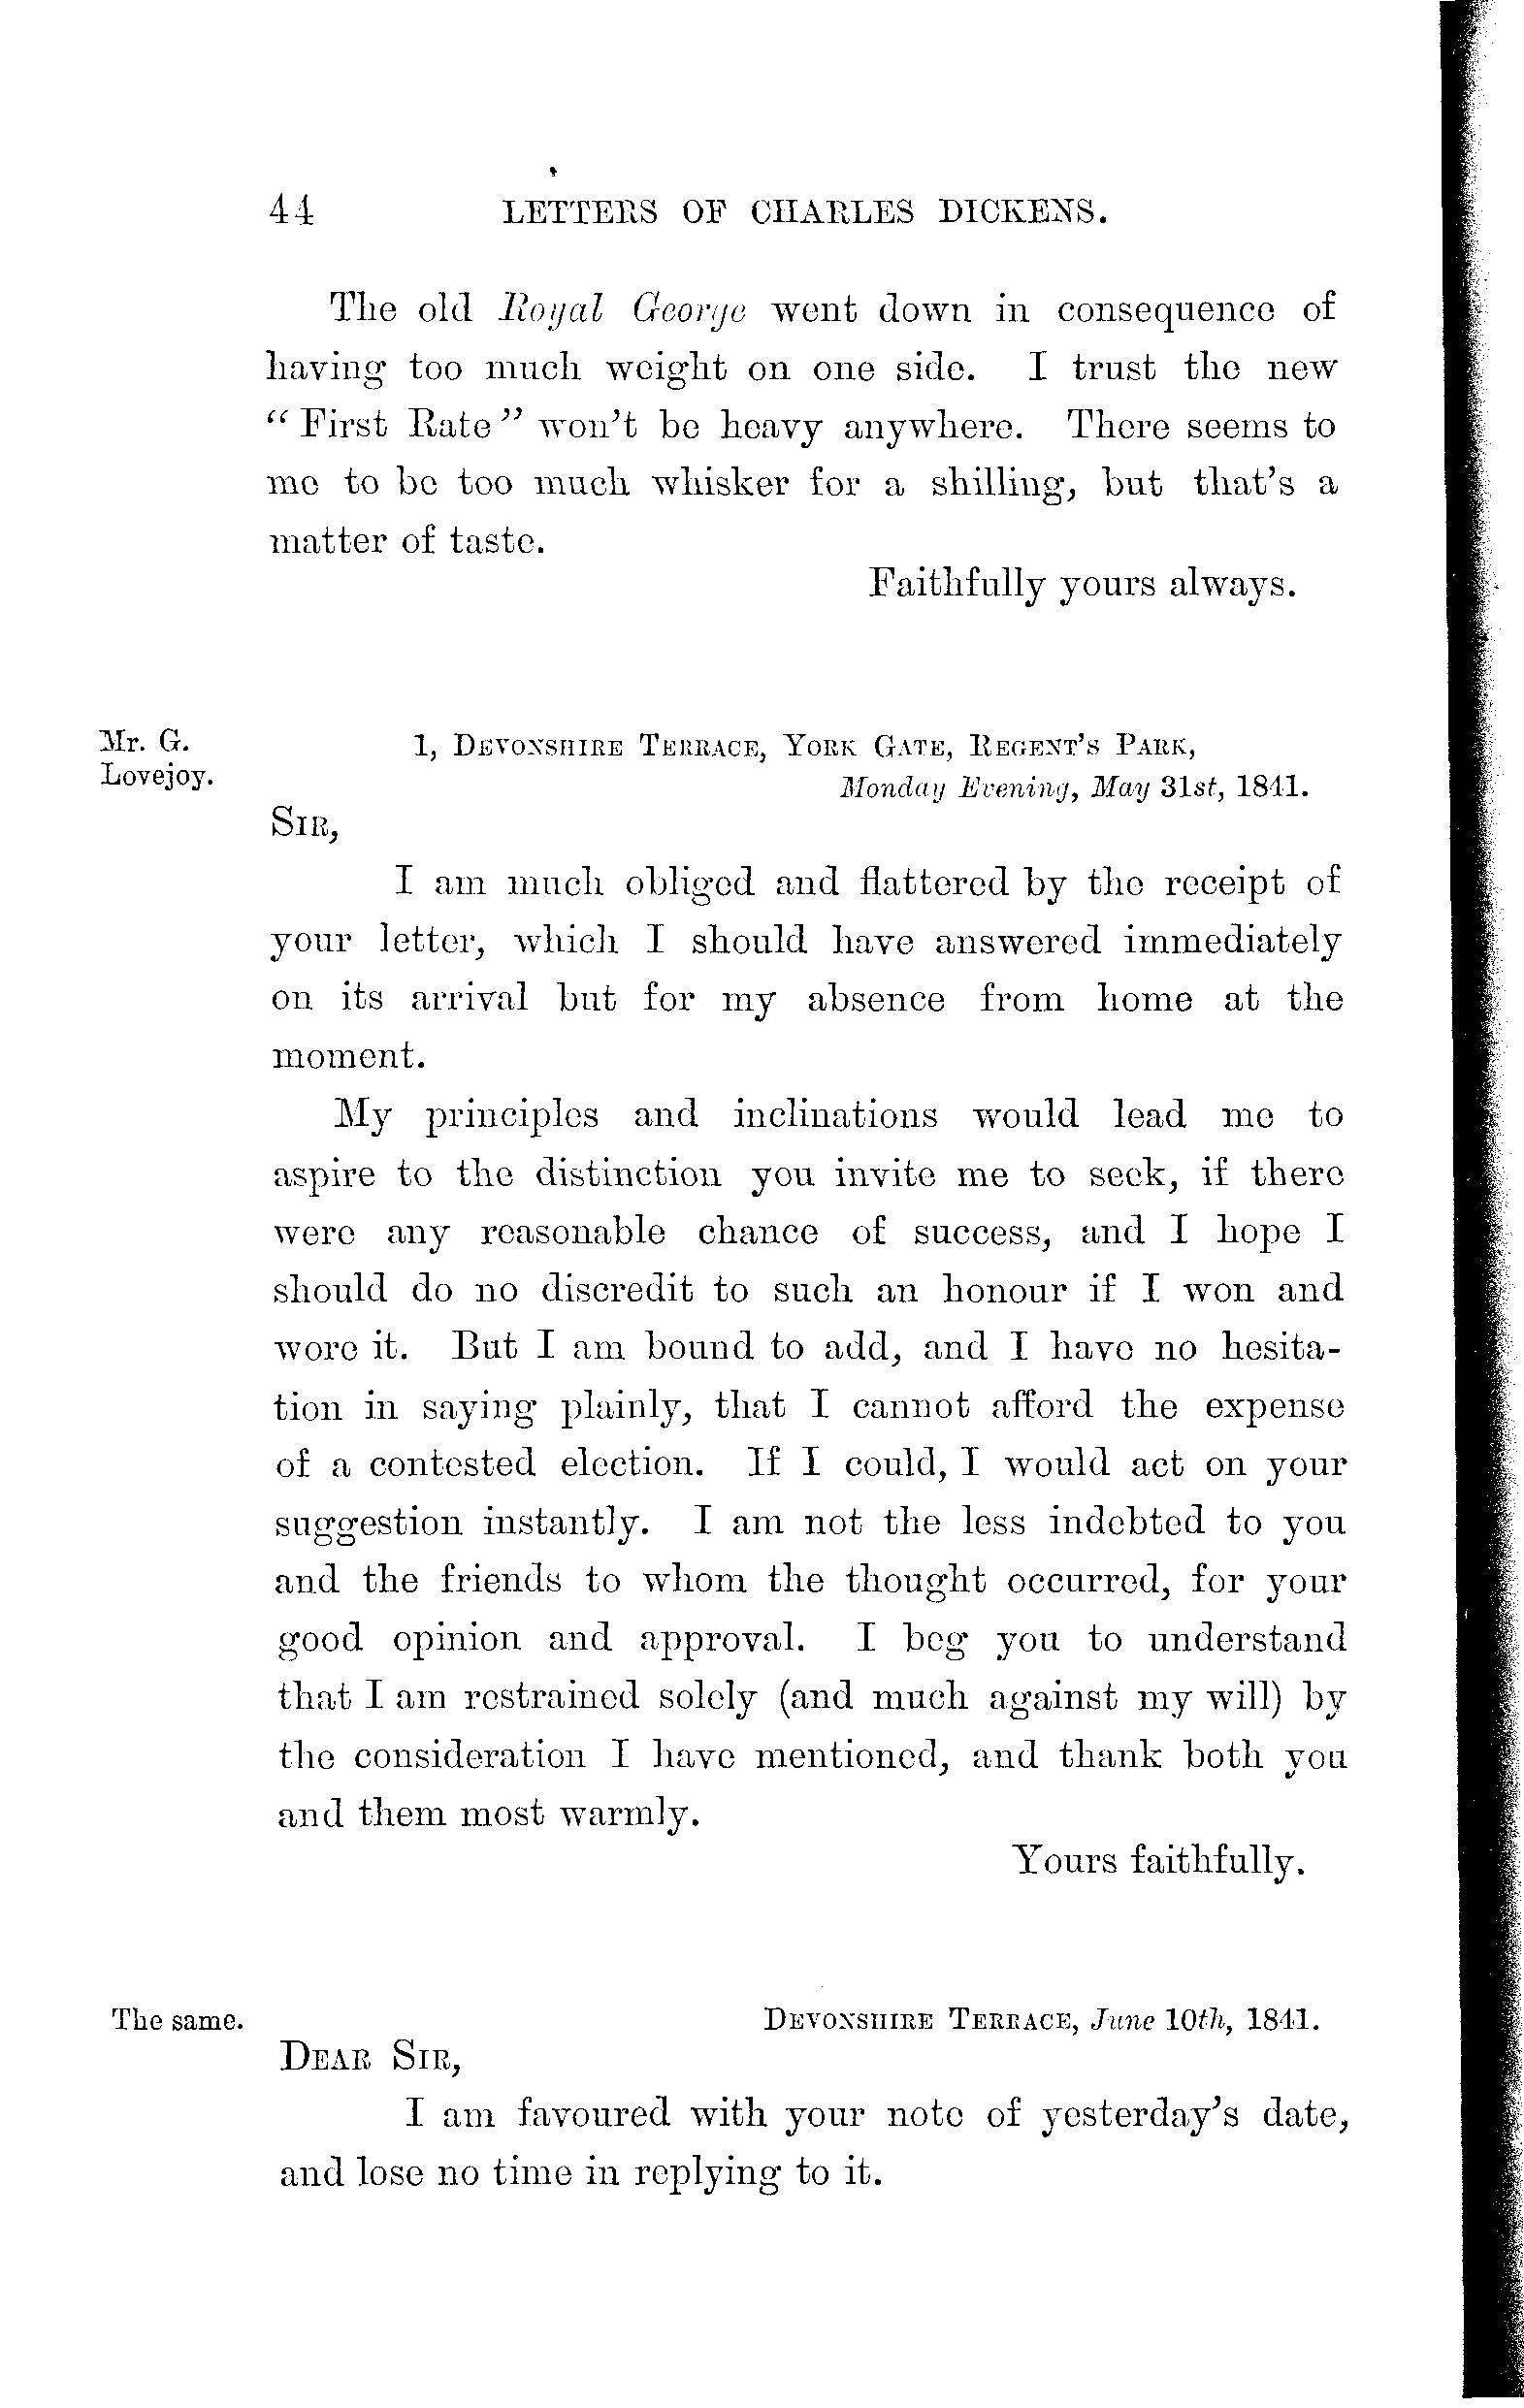 44 LETTERS OF CHARLES DICKENS.
The old Royal George went down in consequence of
having too much weight on one side. I trust the new
“First Rate” won’t be heavy anywhere. There seems to
me to be too much whisker for a shilling, but that’s a
matter of taste.
Faithfully yours always.
Mr. G.
Lovejoy.
1, Devonshire Terrace, York Gate, Regent’s Park,
Monday Evening, May 31st, 1841.
Sir,
I am much obliged and flattered by the receipt of
your letter, which I should have answered immediately
on its arrival but for my absence from home at the
moment.
My principles and inclinations would lead me to
aspire to the distinction you invite me to seek, if there
were any reasonable chance of success, and I hope I
should do no discredit to such an honour if I won and
wore it. But I am bound to add, and I have no hesita-
tion in saying plainly, that I cannot afford the expense
of a contested election. If I could, I would act on your
suggestion instantly. I am not the less indebted to you
and the friends to whom the thought occurred, for your
good opinion and approval. I beg you to understand
that I am restrained solely (and much against my will) by
the consideration I have mentioned, and thank both you
and them most warmly.
Yours faithfully.
The same.
Devonshire Terrace, June 10th, 1841.
Dear Sir,
I am favoured with your note of yesterday’s date,
and lose no time in replying to it.